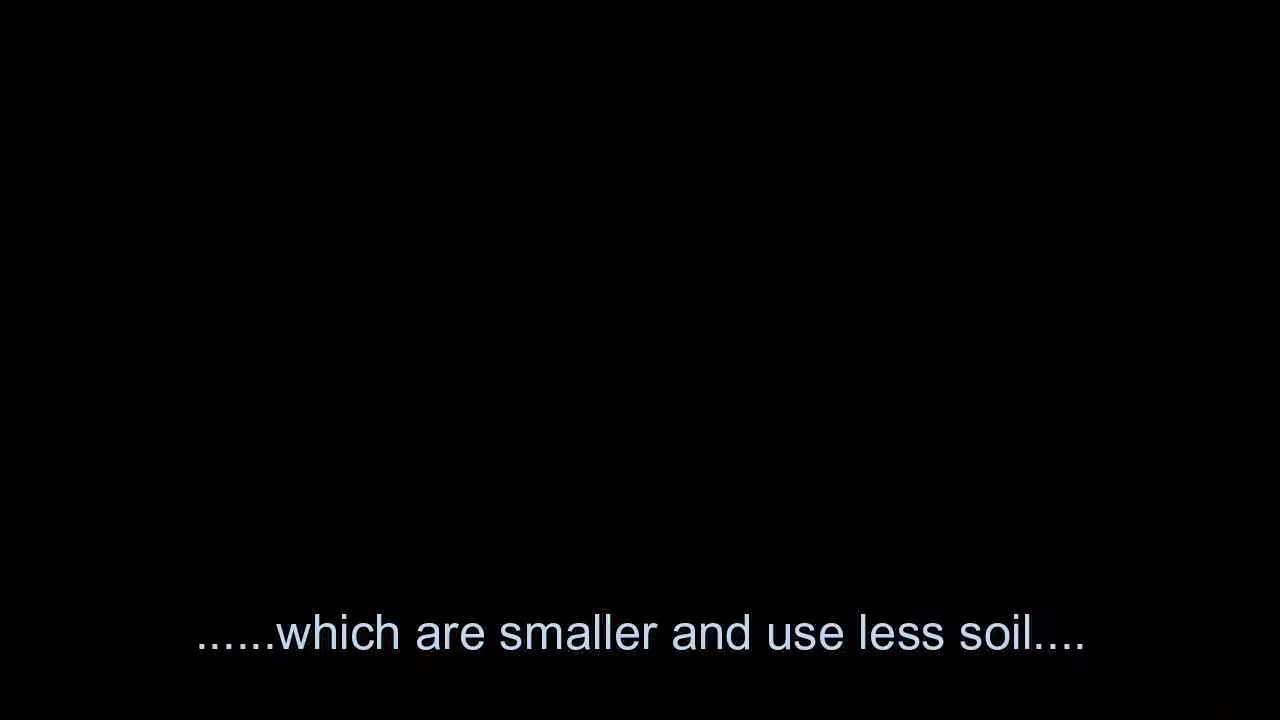 ......which are smaller and use less soil....